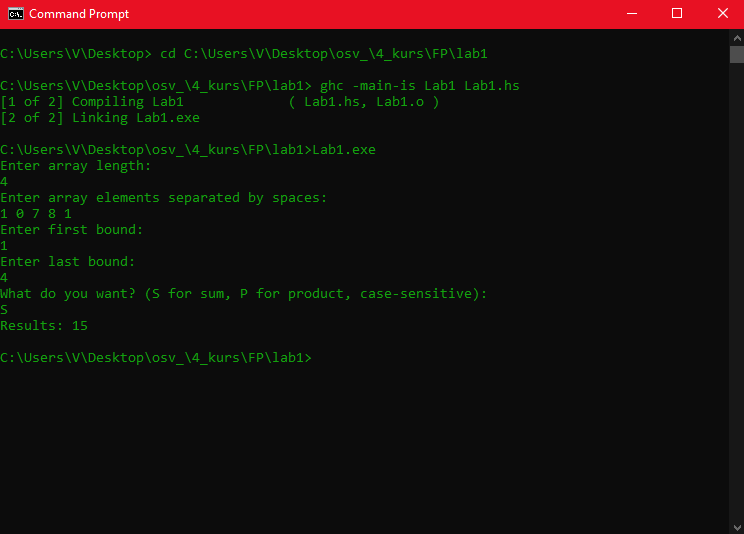 Command Prompt
C:\Users\V\Desktop> cd C:\Users\V\Desktop\osv_\4_kurs\FP\lab1
C:\Users\V\Desktop\osv_\4_kurs\FP\lab1> ghc -main-is Lab1 Lab1.hs
[1 of 2] Compiling Lab1             ( Lab1.hs, Lab1.o )
[2 of 2] Linking Lab1.exe
C:\Users\V\Desktop\osv_\4_kurs\FP\lab1>Lab1.exe
Enter array length:
4
Enter array elements separated by spaces:
1 0 7 8 1
Enter first bound:
1
Enter last bound:
4
What do you want? (S for sum, P for product, case-sensitive):
S
Results: 15
C:\Users\V\Desktop\osv_\4_kurs\FP\lab1>